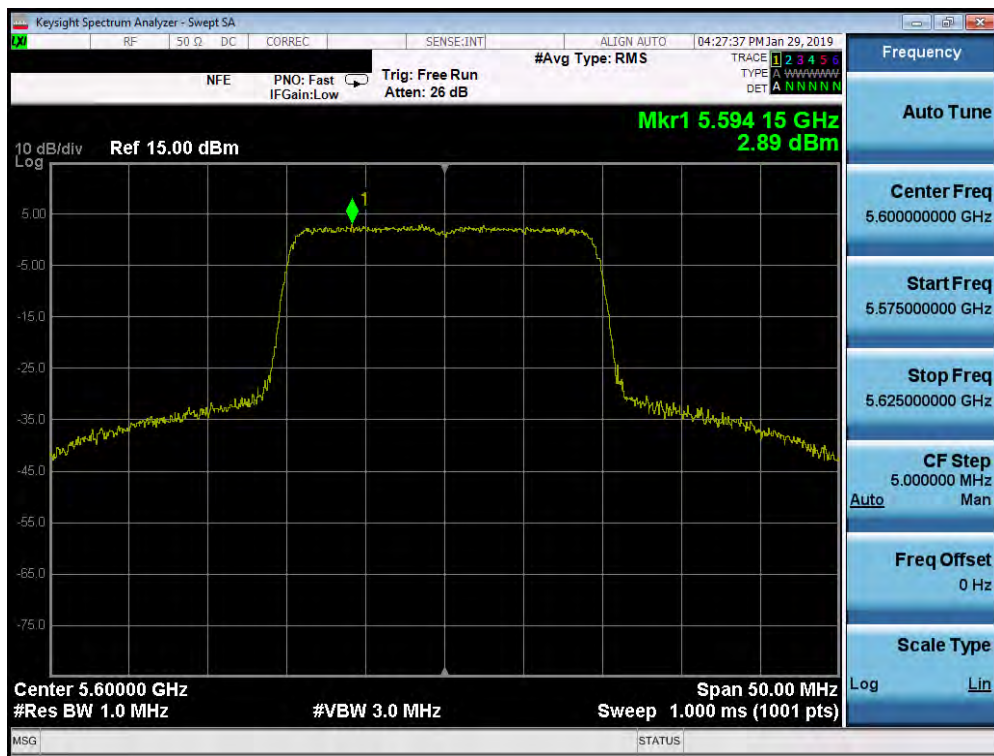 Keysight Spectrum Analyzer - Swept SA
LXI RF 50 Ω DC CORREC SENSE:INT ALIGN AUTO 04:27:37 PM Jan 29, 2019
#Avg Type: RMS TRACE 1 2 3 4 5 6
NFE PNO: Fast Trig: Free Run TYPE A WWWWW
IFGain:Low Atten: 26 dB DET A N N N N N
Mkr1 5.594 15 GHz
2.89 dBm
10 dB/div Ref 15.00 dBm
Log
1
5.00
-5.00
-15.0
-25.0
-35.0
-45.0
-55.0
-65.0
-75.0
Center 5.60000 GHz Span 50.00 MHz
#Res BW 1.0 MHz #VBW 3.0 MHz Sweep 1.000 ms (1001 pts)
MSG STATUS
Frequency
Auto Tune
Center Freq
5.600000000 GHz
Start Freq
5.575000000 GHz
Stop Freq
5.625000000 GHz
CF Step
5.000000 MHz
Auto Man
Freq Offset
0 Hz
Scale Type
Log Lin